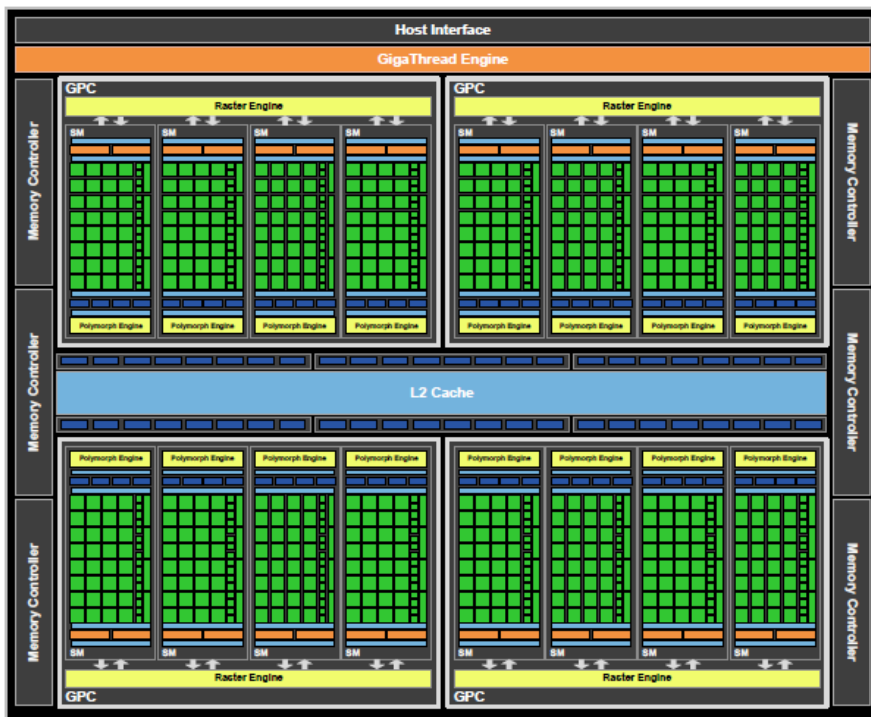 Host Interface
GigaThread Engine
GPC
GPC
Raster Engine
Raster Engine
SM
SM
SM
SM
SM
SM
SM
SM
Memory Controller
Memory Controller
Polymorph Engine
Polymorph Engine
Polymorph Engine
Polymorph Engine
Polymorph Engine
Polymorph Engine
Polymorph Engine
Polymorph Engine
Memory Controller
L2 Cache
Memory Controller
Polymorph Engine
Polymorph Engine
Polymorph Engine
Polymorph Engine
Polymorph Engine
Polymorph Engine
Polymorph Engine
Polymorph Engine
Memory Controller
Memory Controller
SM
SM
SM
SM
SM
SM
SM
SM
Raster Engine
Raster Engine
GPC
GPC